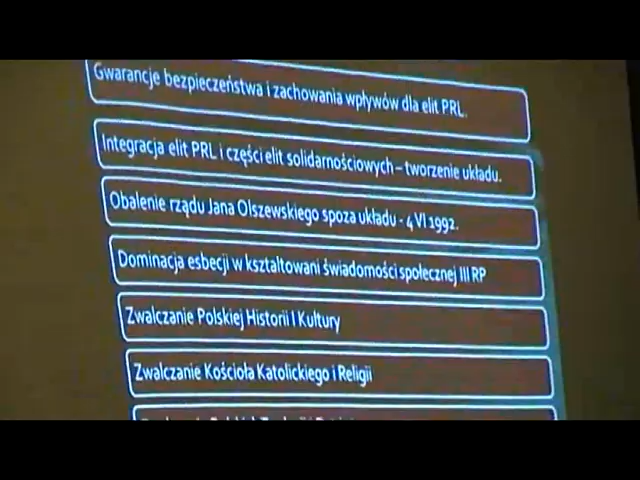 Gwarancje bezpieczeństwa i zachowania wpływów dla elit PRL.
Integracja elit PRL i części elit solidarnościowych – tworzenie układu.
Obalenie rządu Jana Olszewskiego spoza układu - 4 VI 1992.
Dominacja esbecji w kształtowani świadomości społecznej III RP
Zwalczanie Polskiej Historii I Kultury
Zwalczanie Kościoła Katolickiego i Religii